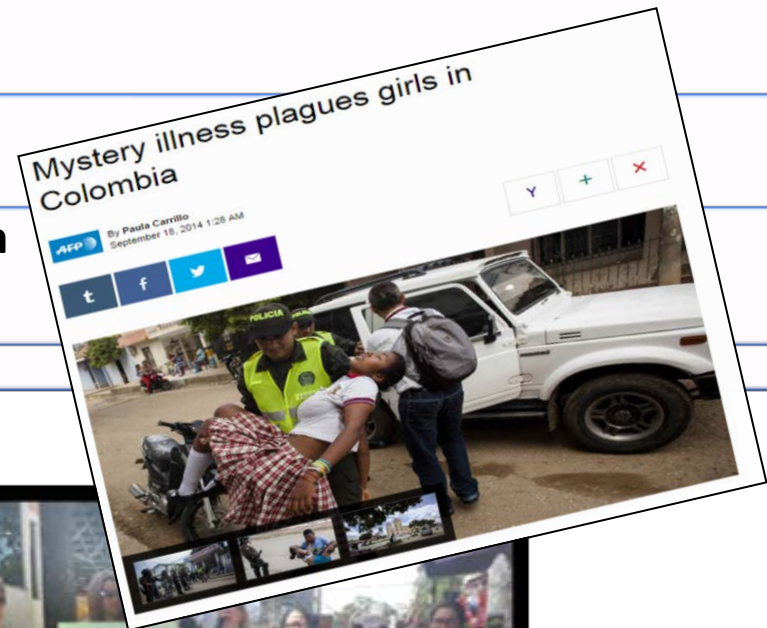 Mystery illness plagues girls in
Colombia
AFP
By Paula Carrillo
September 18, 2014 1:28 AM
Y + ×
t f
POLICIA